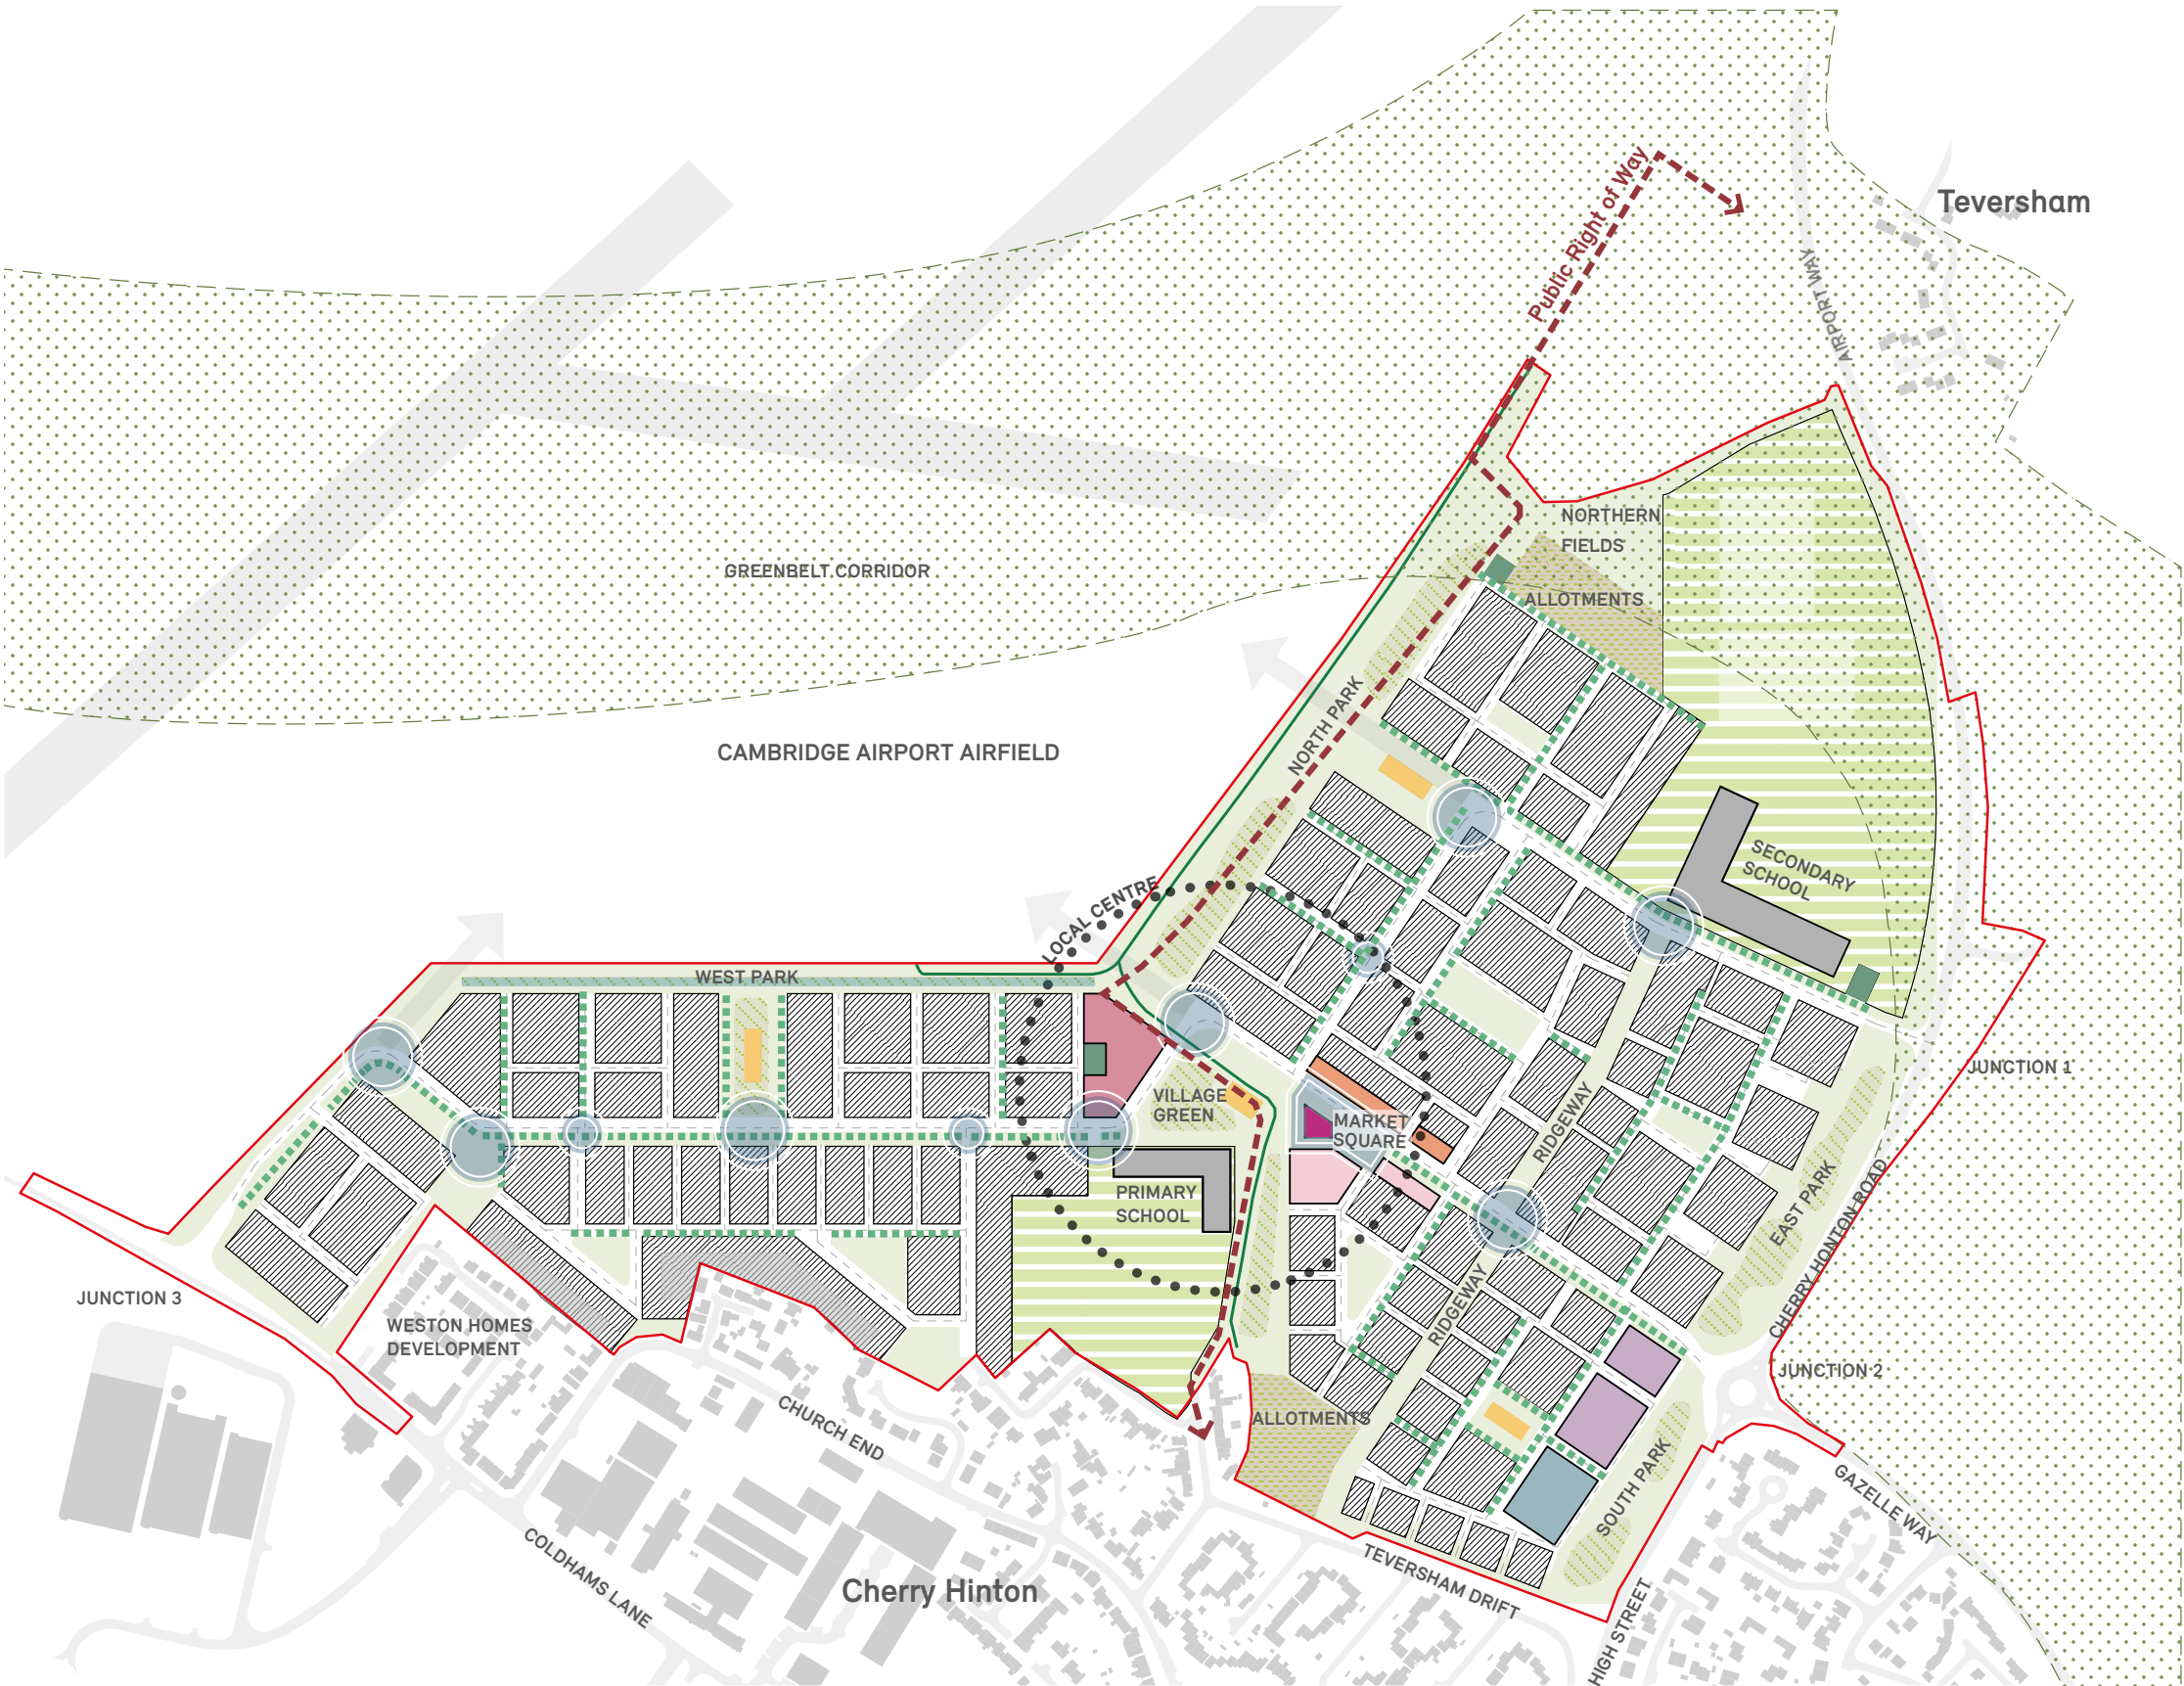 Teversham
Public Right of Way
AIRPORT WAY
NORTHERN
FIELDS
GREENBELT CORRIDOR
ALLOTMENTS
NORTH PARK
CAMBRIDGE AIRPORT AIRFIELD
SECONDARY
SCHOOL
LOCAL CENTRE
WEST PARK
JUNCTION 1
VILLAGE
GREEN
MARKET
SQUARE
RIDGEWAY
PRIMARY
SCHOOL
EAST PARK
CHERRY HINTON ROAD
RIDGEWAY
JUNCTION 3
WESTON HOMES
DEVELOPMENT
JUNCTION 2
CHURCH END
ALLOTMENTS
SOUTH PARK
GAZELLE WAY
COLDHAMS LANE
Cherry Hinton
TEVERSHAM DRIFT
HIGH STREET